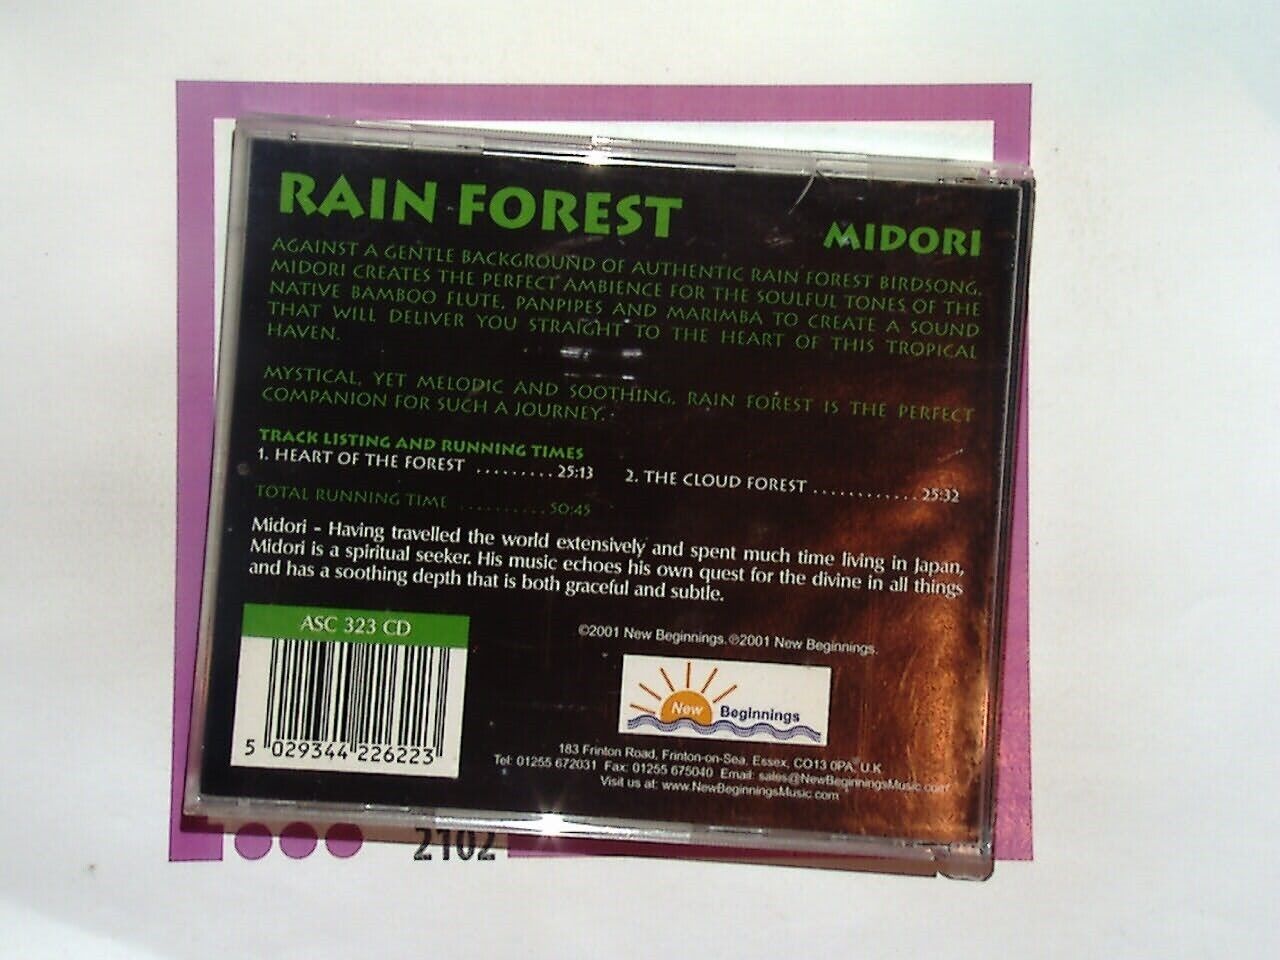 RAIN FOREST
MIDORI
AGAINST A GENTLE BACKGROUND OF AUTHENTIC RAIN FOREST BIRDSONG,
MIDORI CREATES THE PERFECT AMBIENCE FOR THE SOULFUL TONES OF THE
NATIVE BAMBOO FLUTE, PANPIPES AND MARIMBA TO CREATE A SOUND
THAT WILL DELIVER YOU STRAIGHT TO THE HEART OF THIS TROPICAL
HAVEN.
MYSTICAL, YET MELODIC AND SOOTHING, RAIN FOREST IS THE PERFECT
COMPANION FOR SUCH A JOURNEY.
TRACK LISTING AND RUNNING TIMES
1. HEART OF THE FOREST ......... 25:13 2. THE CLOUD FOREST ............ 25:32
TOTAL RUNNING TIME .......... 50:45
Midori - Having travelled the world extensively and spent much time living in Japan,
Midori is a spiritual seeker. His music echoes his own quest for the divine in all things
and has a soothing depth that is both graceful and subtle.
ASC 323 CD
5 029344 226223
©2001 New Beginnings. ℗2001 New Beginnings.
New Beginnings
183 Frinton Road, Frinton-on-Sea, Essex, CO13 0PA, U.K
Tel: 01255 672031 Fax: 01255 675040 Email: sales@NewBeginningsMusic.com
Visit us at: www.NewBeginningsMusic.com
2102